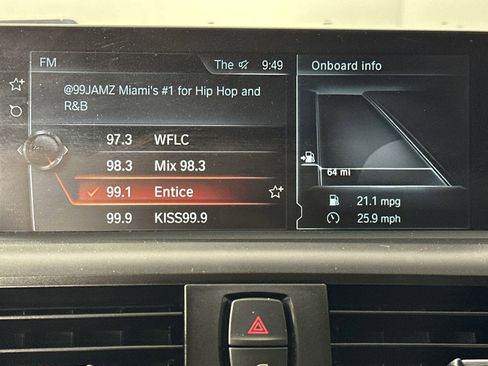 FM The 9:49 Onboard info
@99JAMZ Miami's #1 for Hip Hop and
R&B
97.3 WFLC
98.3 Mix 98.3
99.1 Entice
99.9 KISS99.9
64 mi
21.1 mpg
25.9 mph